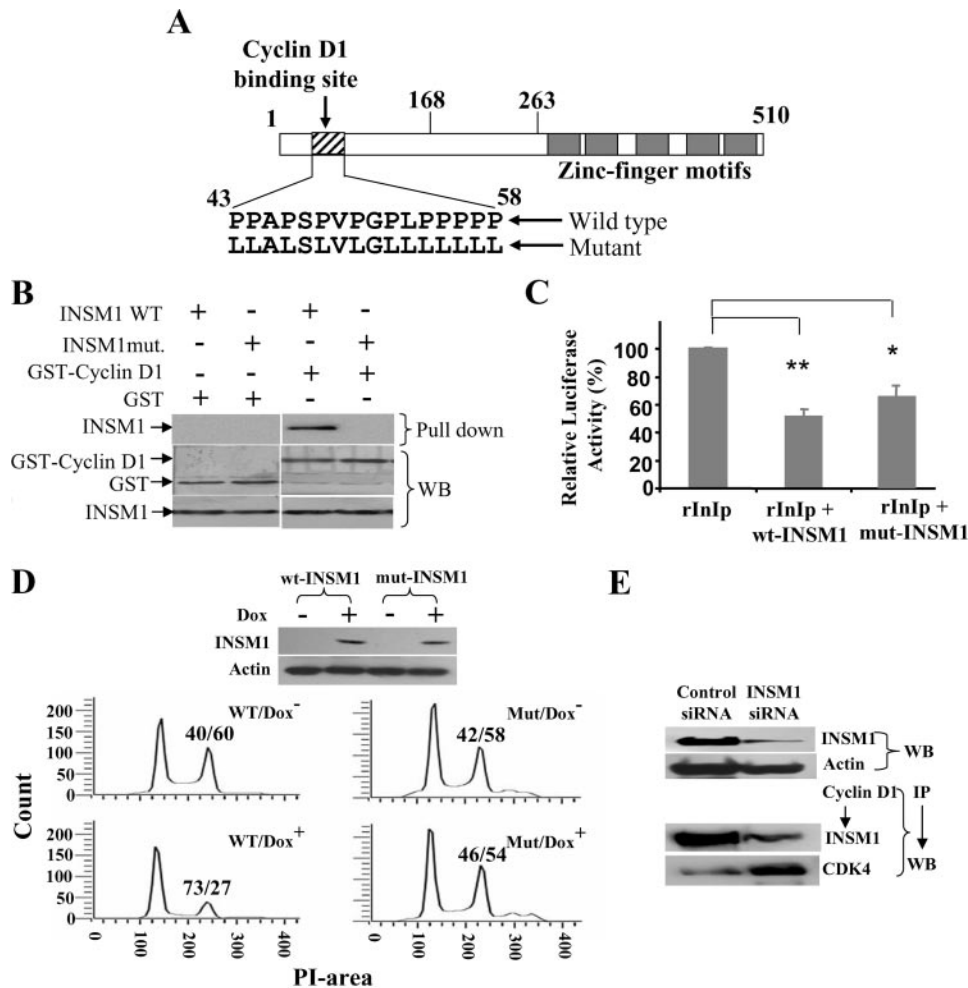 A
Cyclin D1
binding site
1
168
263
510
Zinc-finger motifs
43
58
PPAPSPVPGPLPPPPP
Wild type
LLALSLVLGLLLLLLL
Mutant
B
INSM1 WT + - + -
INSM1mut. - + - +
GST-Cyclin D1 - - + +
GST + + - -
INSM1
Pull down
GST-Cyclin D1
GST
WB
INSM1
C
Relative Luciferase
Activity (%)
100
80
60
40
20
0
**
*
rInIp
rInIp +
wt-INSM1
rInIp +
mut-INSM1
D
wt-INSM1 mut-INSM1
Dox - + - +
INSM1
Actin
Count
200
150
100
50
0
WT/Dox-
40/60
Mut/Dox-
42/58
200
150
100
50
0
WT/Dox+
73/27
Mut/Dox+
46/54
0 100 200 300 400
0 100 200 300 400
PI-area
E
Control
siRNA
INSM1
siRNA
INSM1
Actin
WB
Cyclin D1
IP
INSM1
CDK4
WB